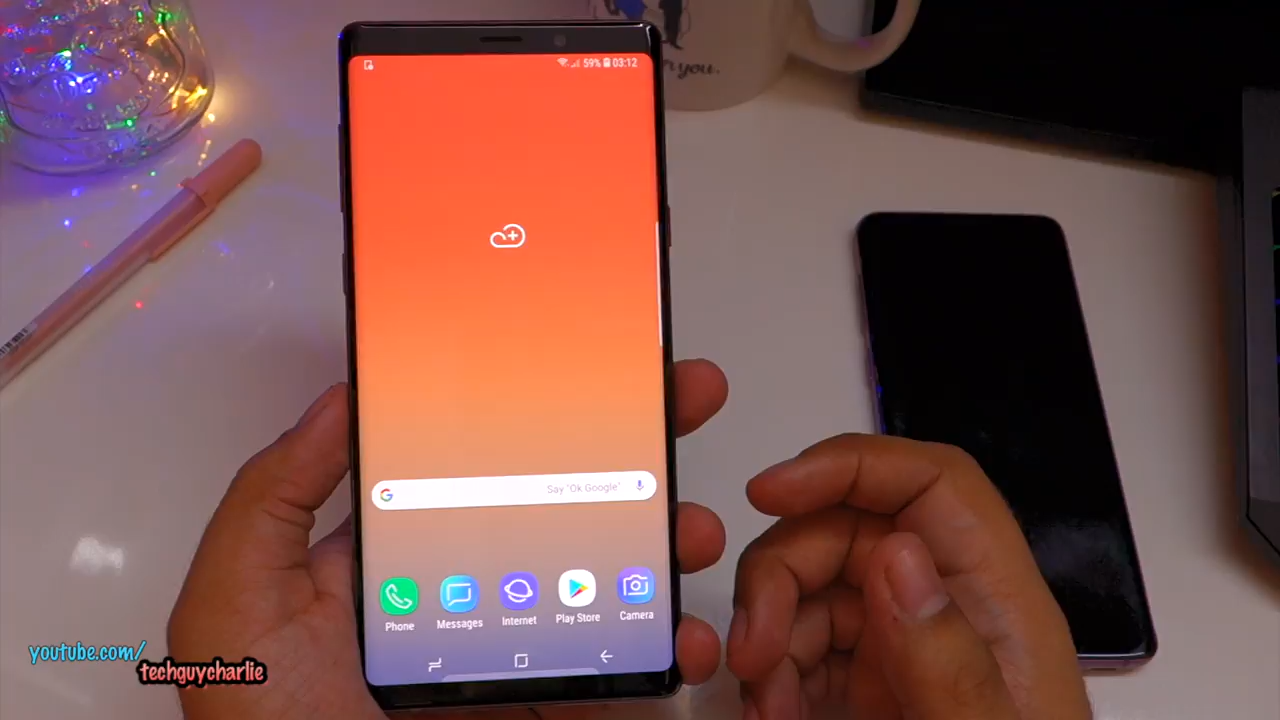 you.
59% 03:12
Say "Ok Google"
Phone
Messages
Internet
Play Store
Camera
youtube.com/
techguycharlie